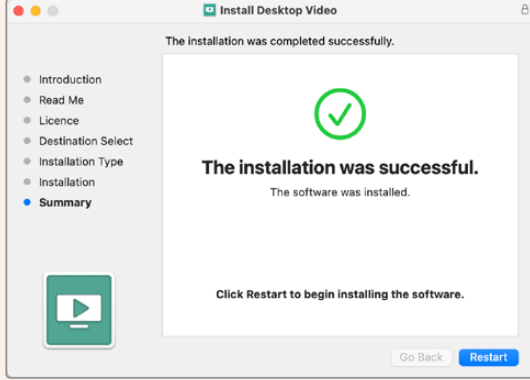 Install Desktop Video
The installation was completed successfully.
Introduction
Read Me
Licence
Destination Select
Installation Type
Installation
Summary
The installation was successful.
The software was installed.
Click Restart to begin installing the software.
Go Back
Restart